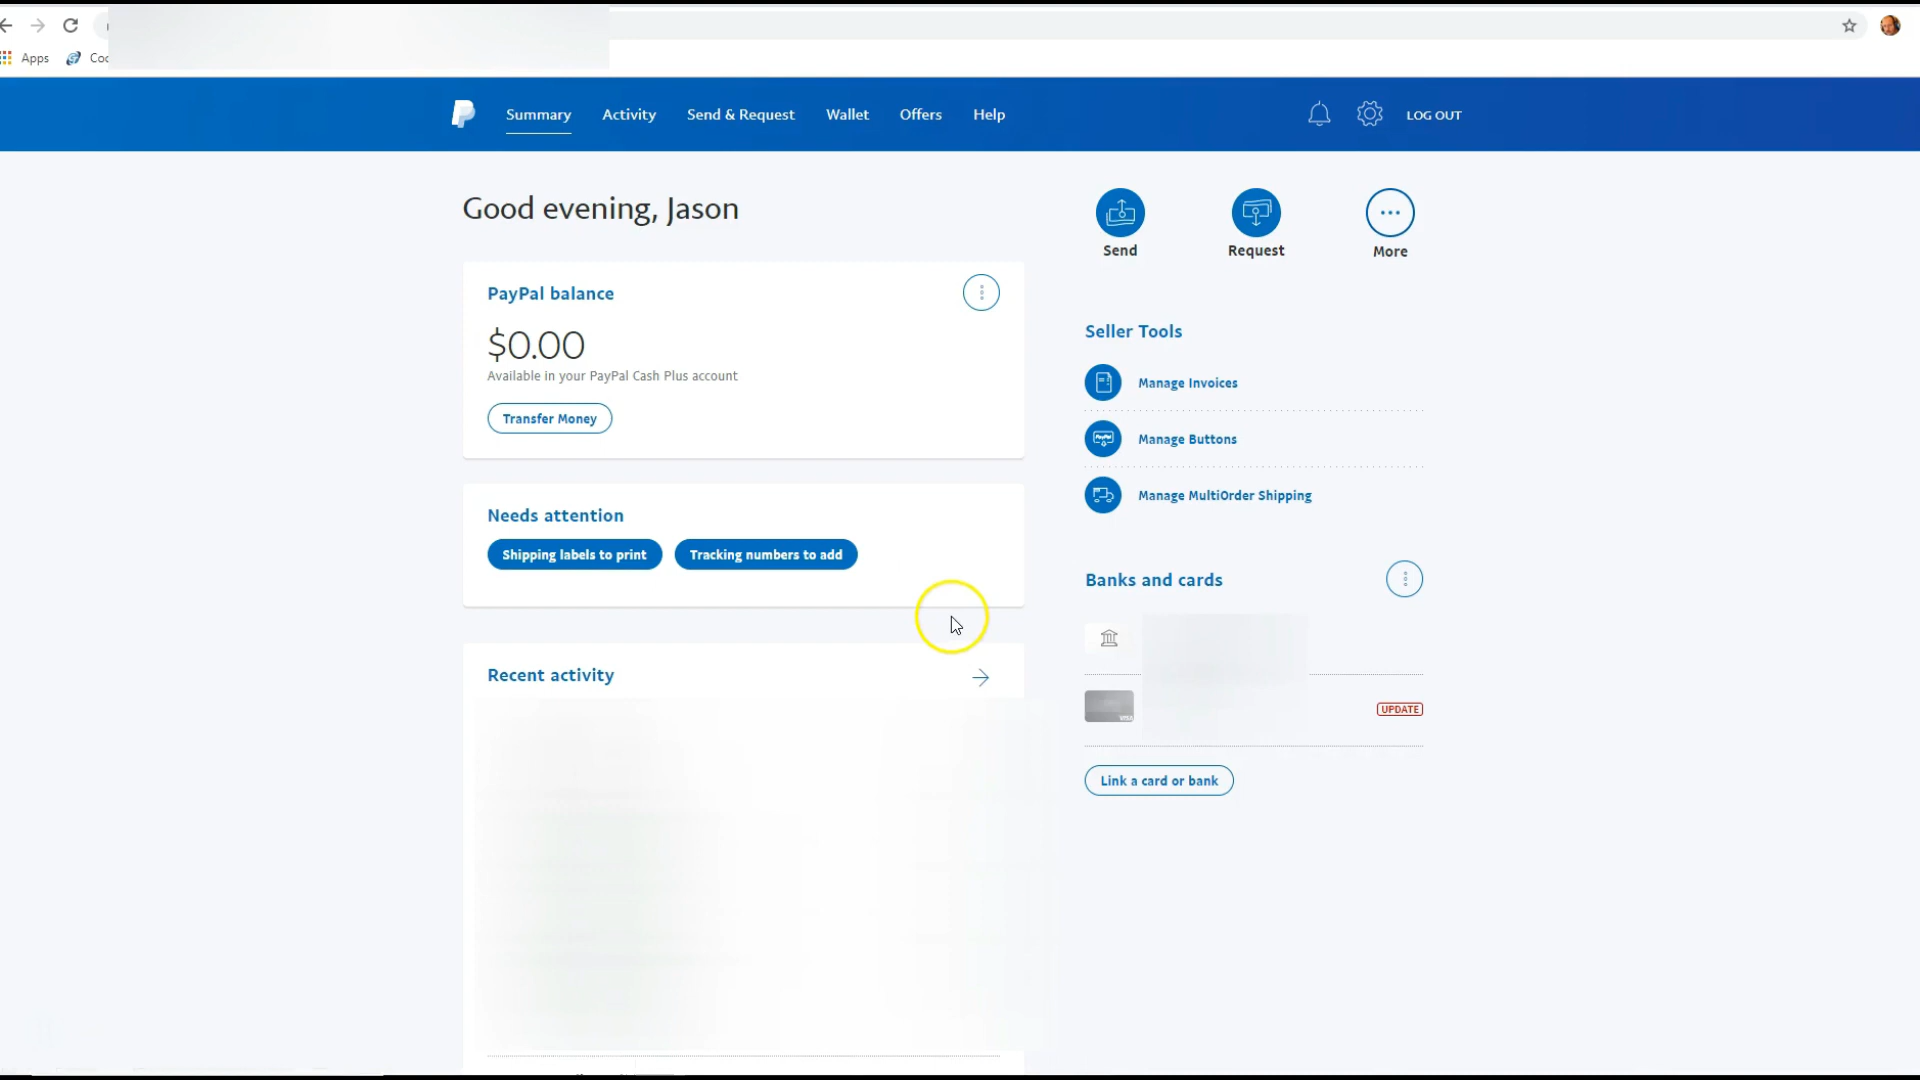 Apps
Summary Activity Send & Request Wallet Offers Help LOG OUT
Good evening, Jason
Send Request More
PayPal balance
$0.00
Available in your PayPal Cash Plus account
Transfer Money
Needs attention
Shipping labels to print Tracking numbers to add
Recent activity
Seller Tools
Manage Invoices
PayPal
Manage Buttons
Manage MultiOrder Shipping
Banks and cards
VISA
UPDATE
Link a card or bank